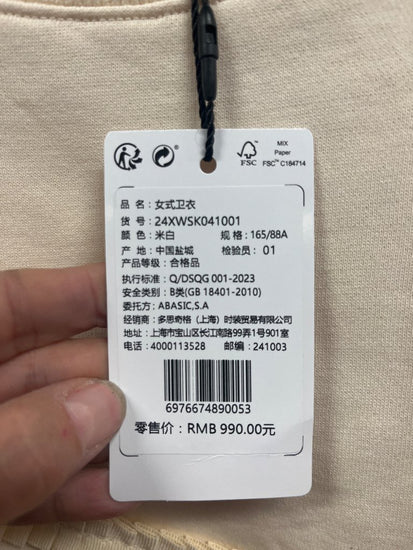 MIX
Paper
FSC
FSC™ C184714
品 名：女式卫衣
货 号：24XWSK041001
颜 色：米白 规 格：165/88A
产 地：中国盐城 检验员：01
产品等级：合格品
执行标准：Q/DSQG 001-2023
安全类别：B类(GB 18401-2010)
委托方：ABASIC,S.A
经销商：多思奇格（上海）时装贸易有限公司
地址：上海市宝山区长江南路99弄1号901室
电话：4000113528 邮编：241003
6976674890053
零售价：RMB 990.00元